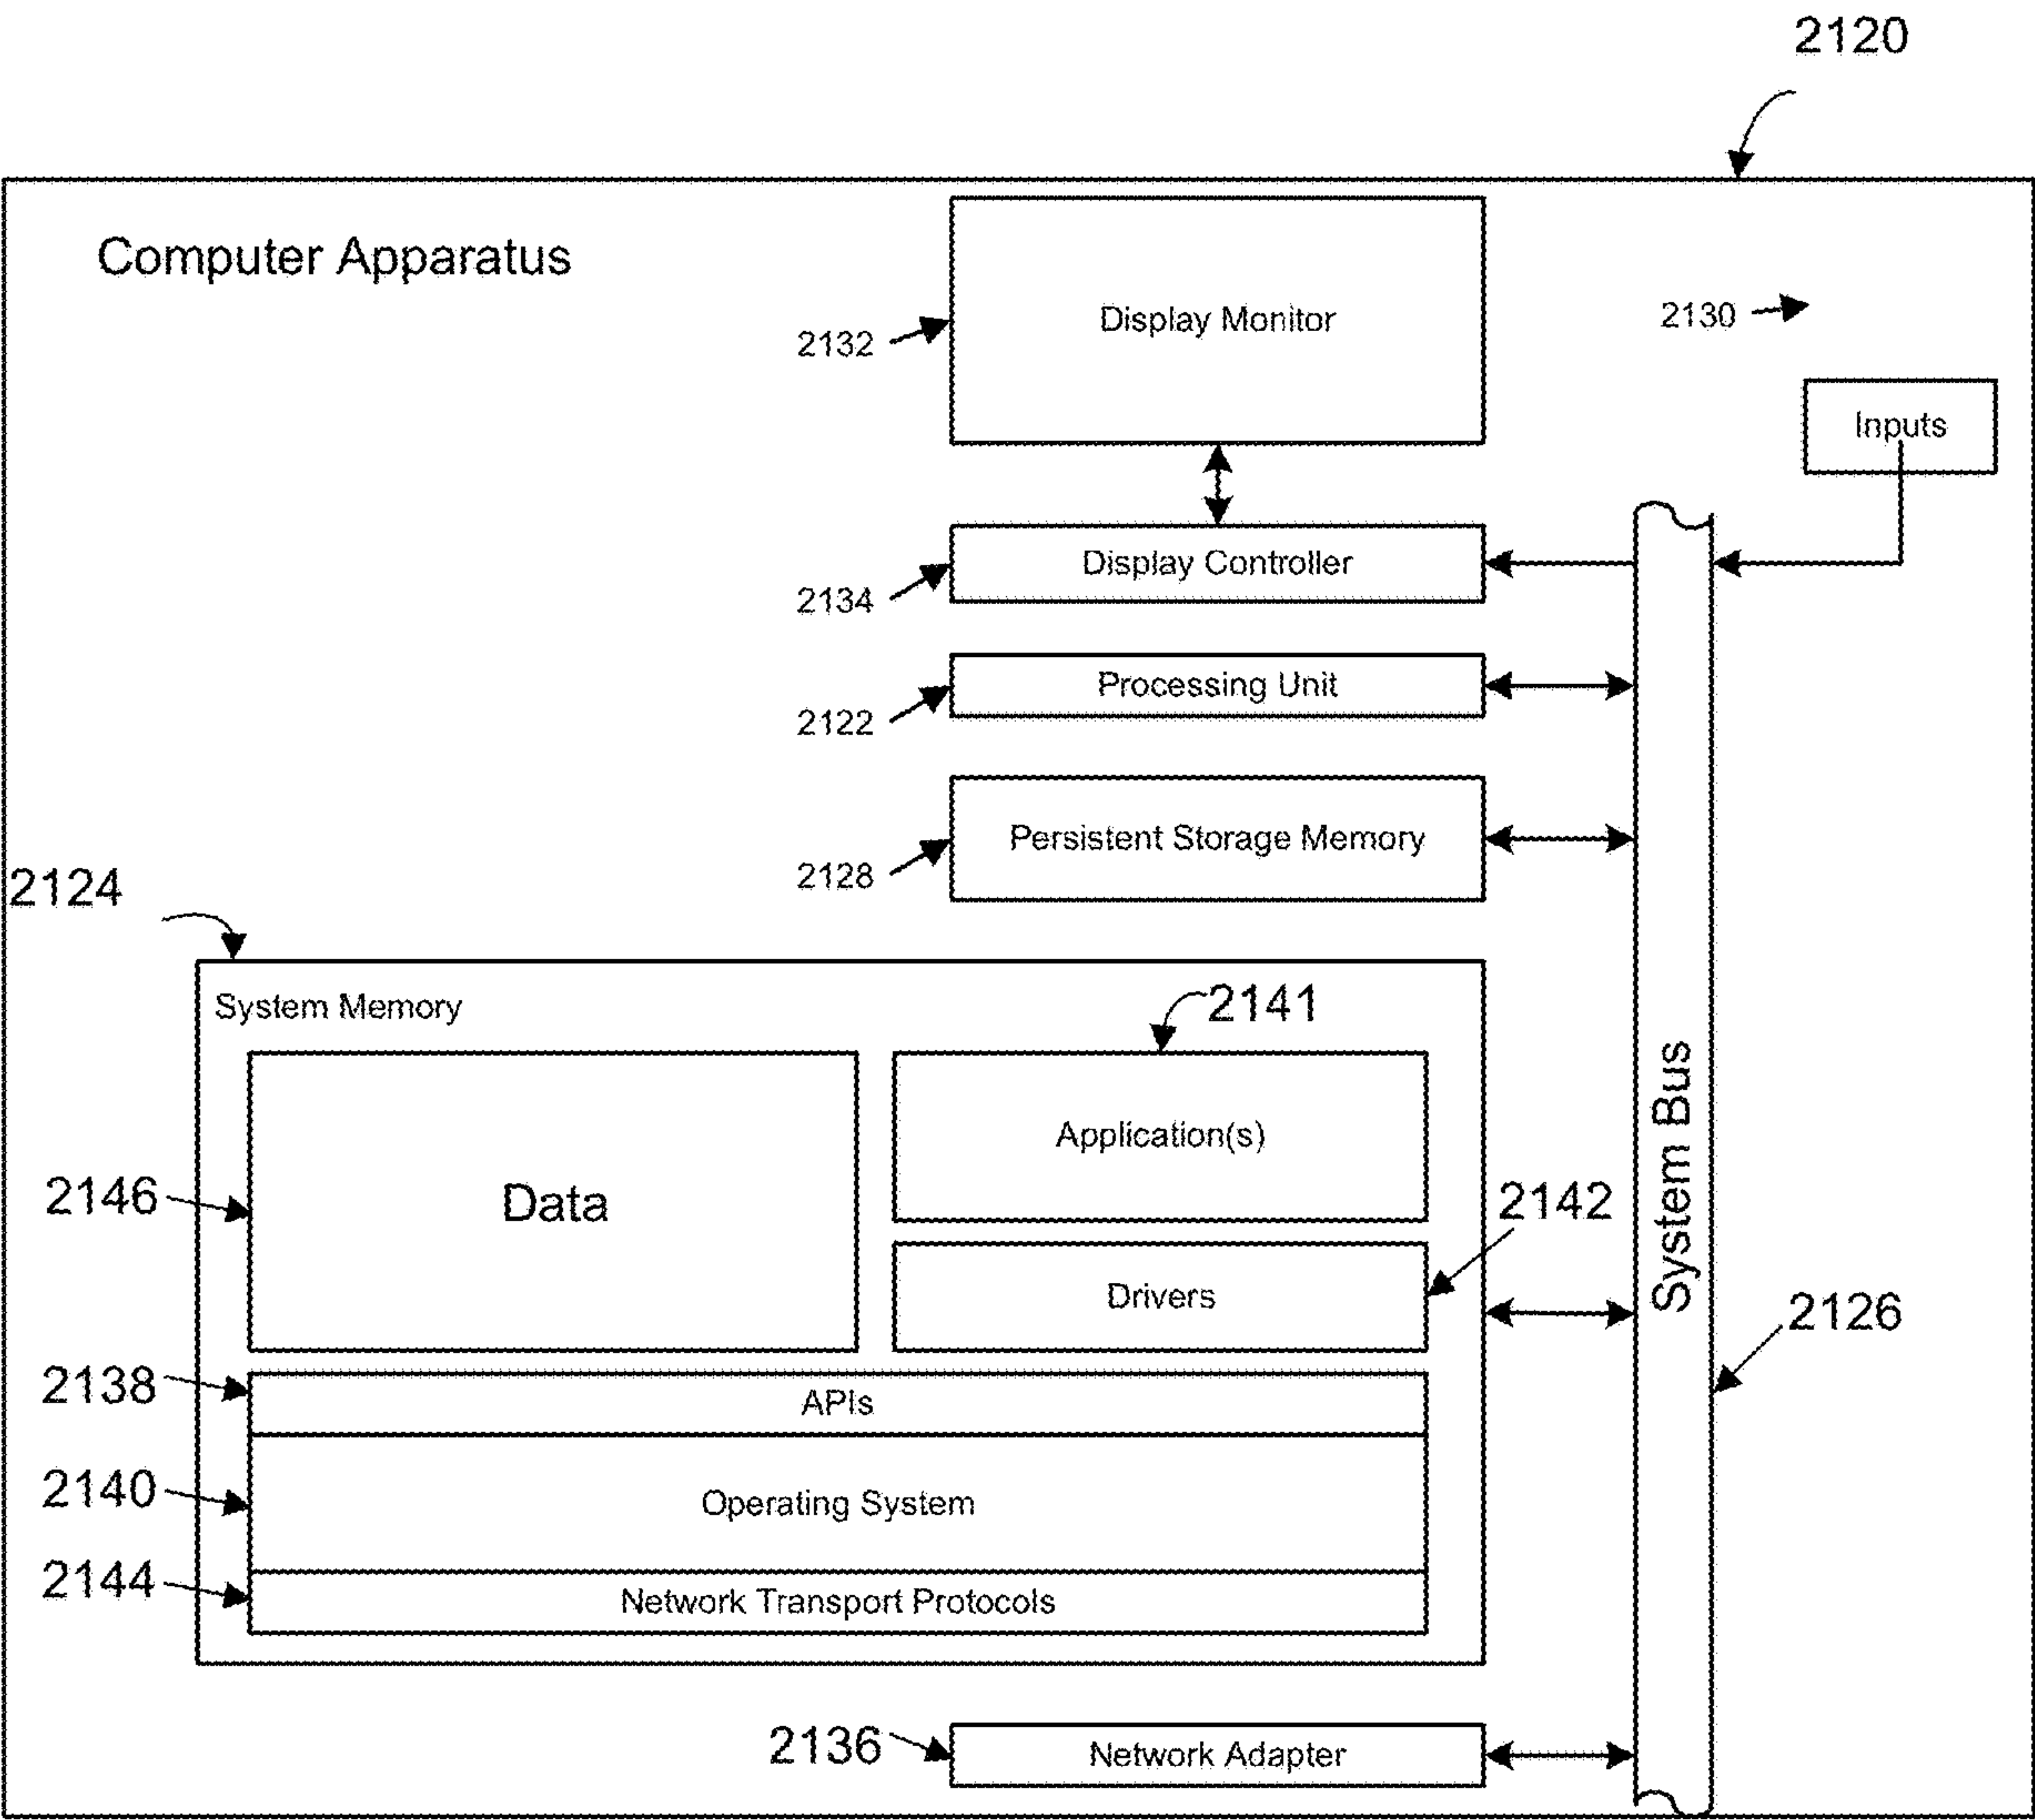 2120
Computer Apparatus
Display Monitor
2132
2130
Inputs
Display Controller
2134
Processing Unit
2122
Persistent Storage Memory
2128
2124
System Memory
2141
Application(s)
2146
Data
2142
Drivers
System Bus
2126
2138
APIs
2140
Operating System
2144
Network Transport Protocols
2136
Network Adapter